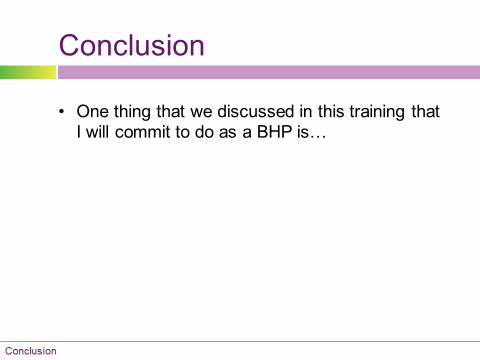 Conclusion
• One thing that we discussed in this training that
I will commit to do as a BHP is…
Conclusion